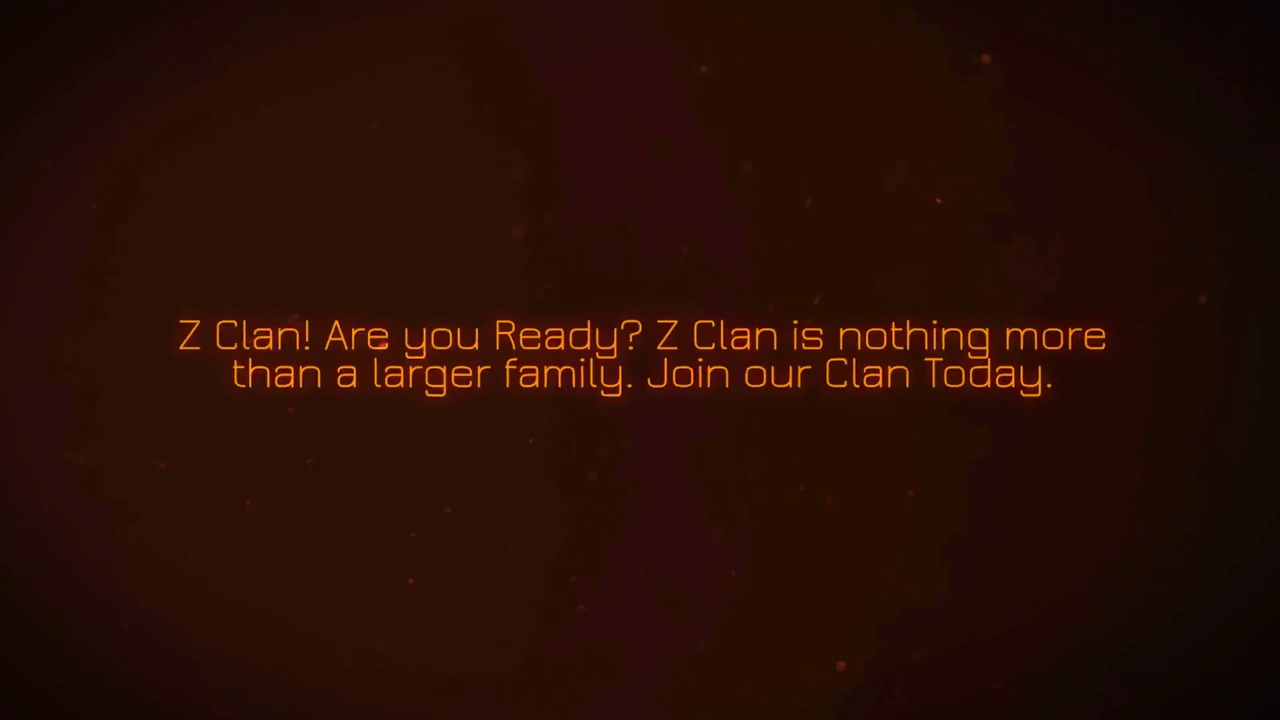 Z Clan! Are you Ready? Z Clan is nothing more
than a larger family. Join our Clan Today.